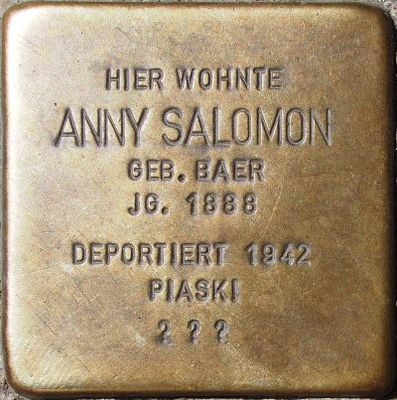 HIER WOHNTE
ANNY SALOMON
GEB. BAER
JG. 1888
DEPORTIERT 1942
PIASKI
? ? ?